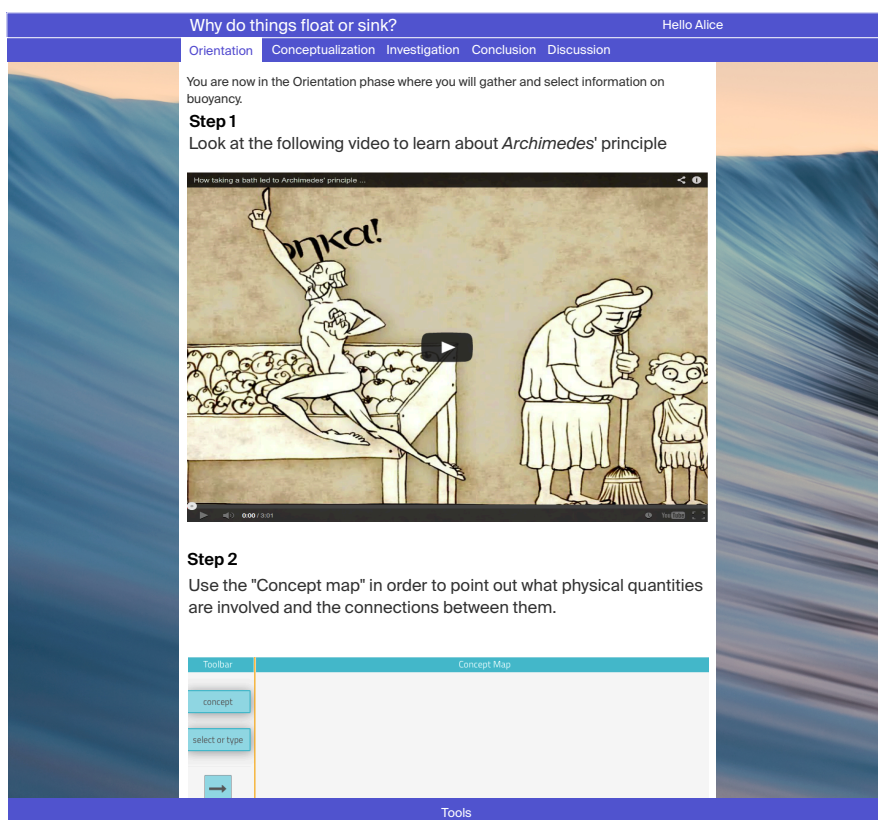 Why do things float or sink?
Hello Alice
Orientation Conceptualization Investigation Conclusion Discussion
You are now in the Orientation phase where you will gather and select information on
buoyancy.
Step 1
Look at the following video to learn about Archimedes' principle
How taking a bath led to Archimedes' principle ...
0:00 / 3:01
YouTube
Step 2
Use the "Concept map" in order to point out what physical quantities
are involved and the connections between them.
Toolbar
Concept Map
concept
select or type
Tools